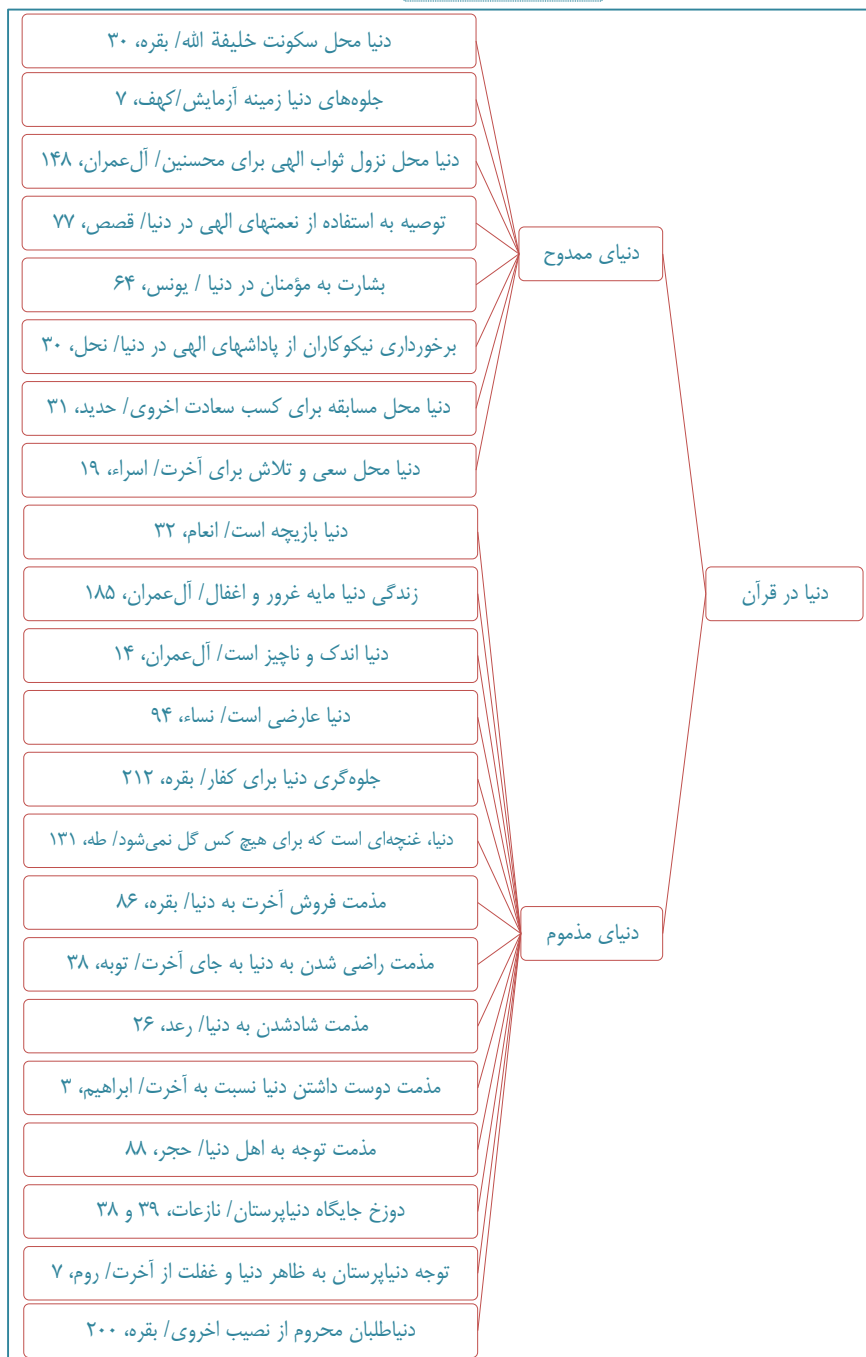 دنیا در قرآن
دنیای ممدوح
دنیا محل سکونت خلیفة الله/ بقره، ۳۰
جلوه‌های دنیا زمینه آزمایش/کهف، ۷
دنیا محل نزول ثواب الهی برای محسنین/ آل‌عمران، ۱۴۸
توصیه به استفاده از نعمتهای الهی در دنیا/ قصص، ۷۷
بشارت به مؤمنان در دنیا / یونس، ۶۴
برخورداری نیکوکاران از پاداشهای الهی در دنیا/ نحل، ۳۰
دنیا محل مسابقه برای کسب سعادت اخروی/ حدید، ۳۱
دنیا محل سعی و تلاش برای آخرت/ اسراء، ۱۹
دنیای مذموم
دنیا بازیچه است/ انعام، ۳۲
زندگی دنیا مایه غرور و اغفال/ آل‌عمران، ۱۸۵
دنیا اندک و ناچیز است/ آل‌عمران، ۱۴
دنیا عارضی است/ نساء، ۹۴
جلوه‌گری دنیا برای کفار/ بقره، ۲۱۲
دنیا، غنچه‌ای است که برای هیچ کس گل نمی‌شود/ طه، ۱۳۱
مذمت فروش آخرت به دنیا/ بقره، ۸۶
مذمت راضی شدن به دنیا به جای آخرت/ توبه، ۳۸
مذمت شادشدن به دنیا/ رعد، ۲۶
مذمت دوست داشتن دنیا نسبت به آخرت/ ابراهیم، ۳
مذمت توجه به اهل دنیا/ حجر، ۸۸
دوزخ جایگاه دنیاپرستان/ نازعات، ۳۹ و ۳۸
توجه دنیاپرستان به ظاهر دنیا و غفلت از آخرت/ روم، ۷
دنیاطلبان محروم از نصیب اخروی/ بقره، ۲۰۰